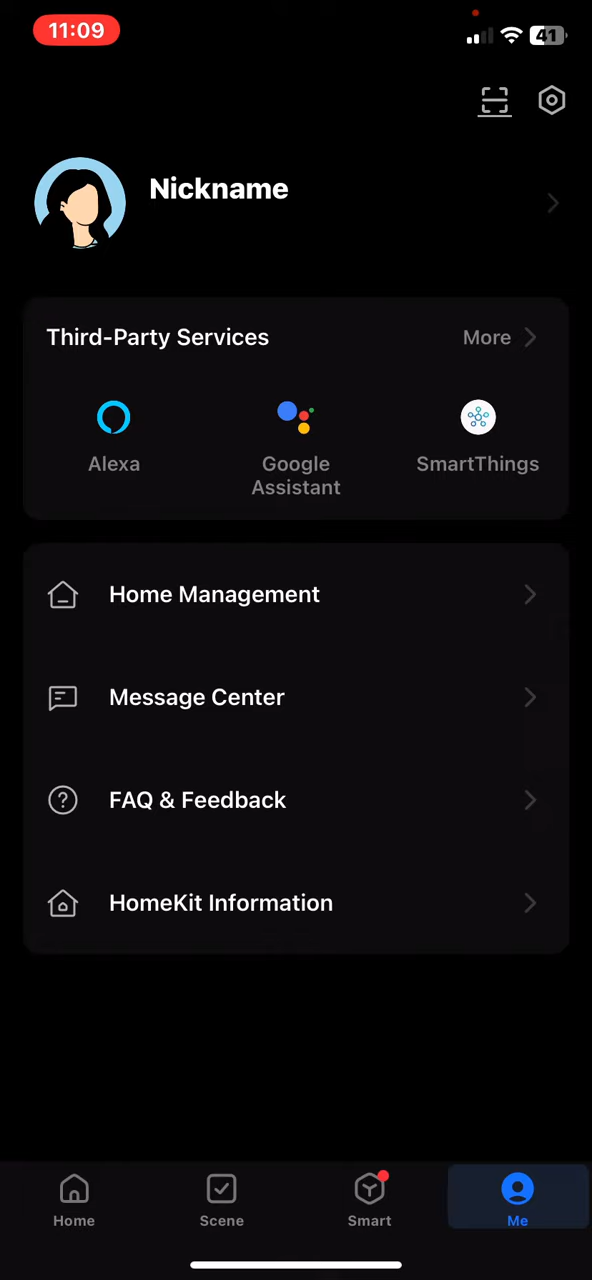 11:09
41
Nickname
Third-Party Services
More
Alexa
Google
Assistant
SmartThings
Home Management
Message Center
FAQ & Feedback
HomeKit Information
Home
Scene
Smart
Me